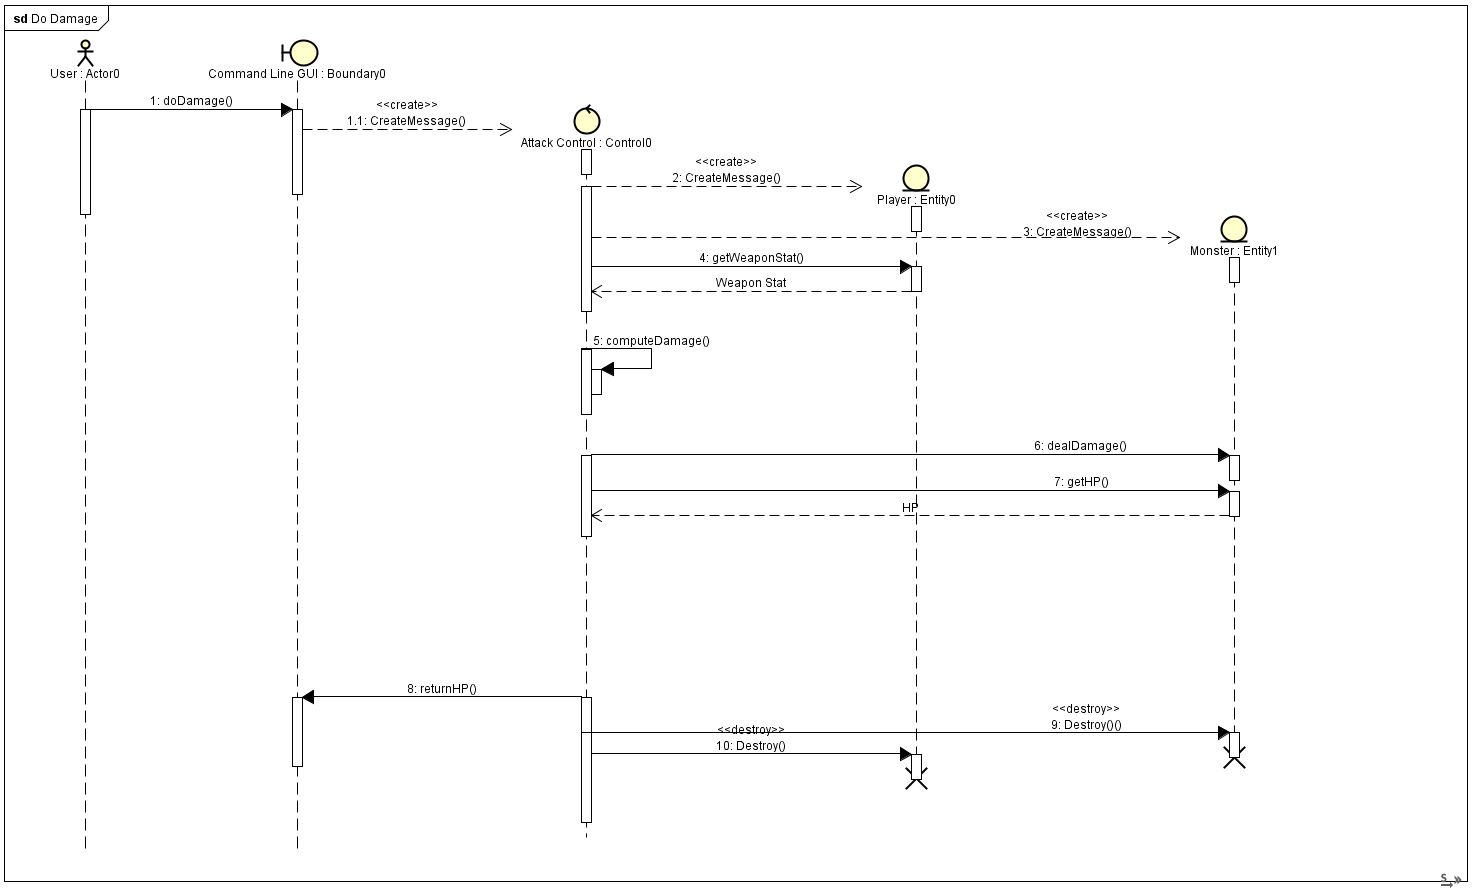 sd Do Damage
User : Actor0
Command Line GUI : Boundary0
1: doDamage()
<<create>>
1.1: CreateMessage()
Attack Control : Control0
<<create>>
2: CreateMessage()
Player : Entity0
<<create>>
3: CreateMessage()
Monster : Entity1
4: getWeaponStat()
Weapon Stat
5: computeDamage()
6: dealDamage()
7: getHP()
HP
8: returnHP()
<<destroy>>
9: Destroy()()
<<destroy>>
10: Destroy()
S